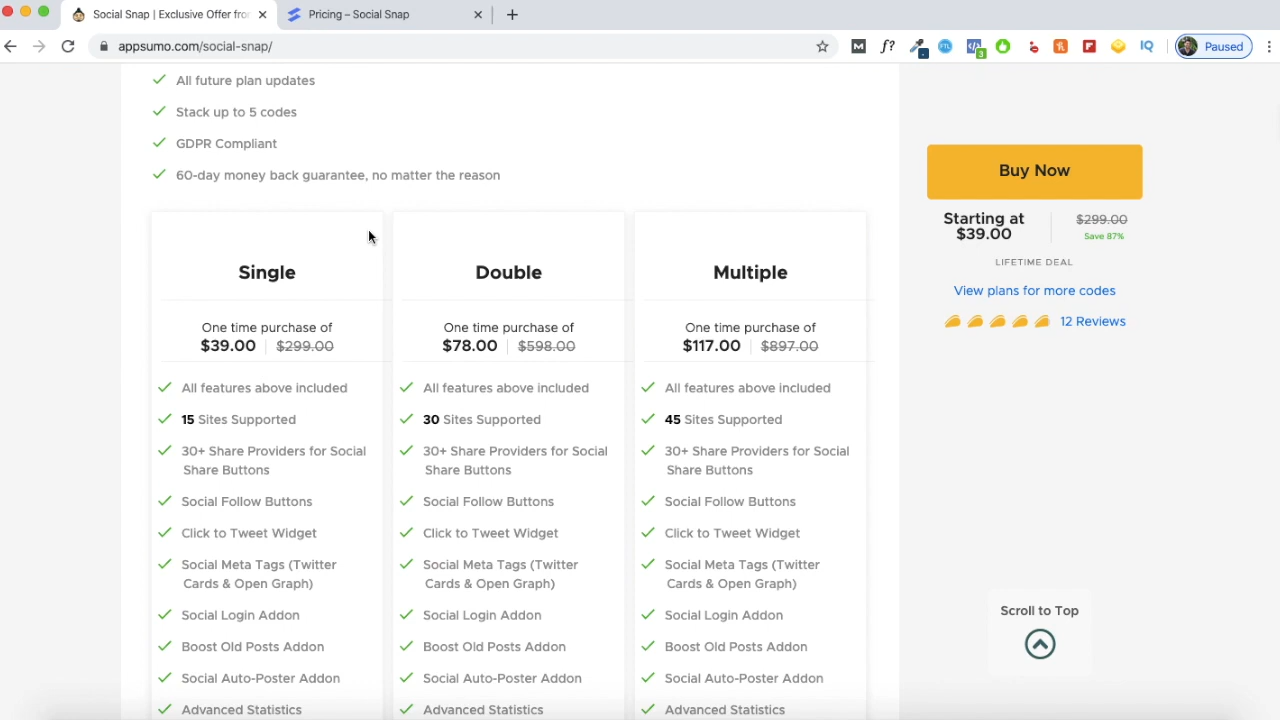 Social Snap | Exclusive Offer fro
Pricing – Social Snap
appsumo.com/social-snap/
Paused
All future plan updates
Stack up to 5 codes
GDPR Compliant
60-day money back guarantee, no matter the reason
Single
One time purchase of
$39.00 | $299.00
All features above included
15 Sites Supported
30+ Share Providers for Social
Share Buttons
Social Follow Buttons
Click to Tweet Widget
Social Meta Tags (Twitter
Cards & Open Graph)
Social Login Addon
Boost Old Posts Addon
Social Auto-Poster Addon
Advanced Statistics
Double
One time purchase of
$78.00 | $598.00
All features above included
30 Sites Supported
30+ Share Providers for Social
Share Buttons
Social Follow Buttons
Click to Tweet Widget
Social Meta Tags (Twitter
Cards & Open Graph)
Social Login Addon
Boost Old Posts Addon
Social Auto-Poster Addon
Advanced Statistics
Multiple
One time purchase of
$117.00 | $897.00
All features above included
45 Sites Supported
30+ Share Providers for Social
Share Buttons
Social Follow Buttons
Click to Tweet Widget
Social Meta Tags (Twitter
Cards & Open Graph)
Social Login Addon
Boost Old Posts Addon
Social Auto-Poster Addon
Advanced Statistics
Buy Now
Starting at
$39.00
$299.00
Save 87%
LIFETIME DEAL
View plans for more codes
12 Reviews
Scroll to Top